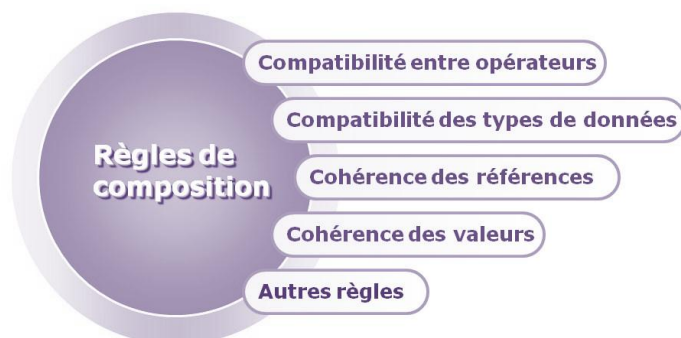 Règles de
composition
Compatibilité entre opérateurs
Compatibilité des types de données
Cohérence des références
Cohérence des valeurs
Autres règles